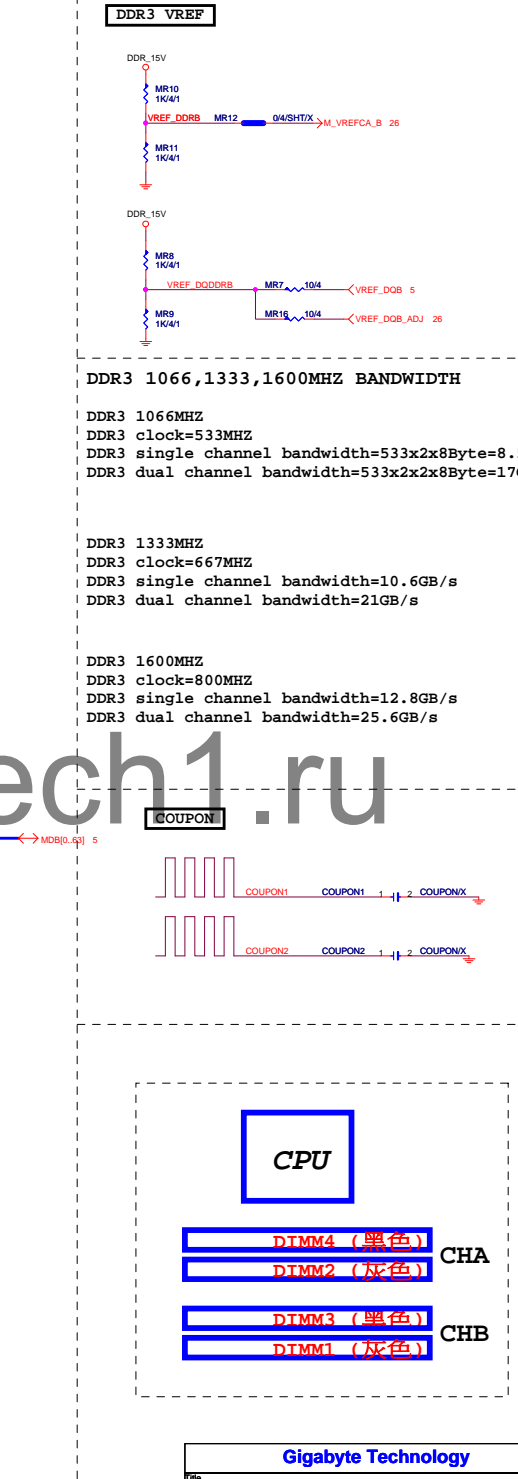 DDR3 VREF
DDR_15V
MR10
1K/4/1
VREF_DDRB MR12 0/4/SHT/X M_VREFCA_B 26
MR11
1K/4/1
DDR_15V
MR8
1K/4/1
VREF_DQDDRB MR7 10/4 VREF_DQB 5
MR9
1K/4/1
MR16 10/4 VREF_DQB_ADJ 26
DDR3 1066,1333,1600MHZ BANDWIDTH
DDR3 1066MHZ
DDR3 clock=533MHZ
DDR3 single channel bandwidth=533x2x8Byte=8.
DDR3 dual channel bandwidth=533x2x2x8Byte=17
DDR3 1333MHZ
DDR3 clock=667MHZ
DDR3 single channel bandwidth=10.6GB/s
DDR3 dual channel bandwidth=21GB/s
DDR3 1600MHZ
DDR3 clock=800MHZ
DDR3 single channel bandwidth=12.8GB/s
DDR3 dual channel bandwidth=25.6GB/s
ech1.ru
COUPON
MDB[0..63] 5
COUPON1 COUPON1 1 2 COUPON/X
COUPON2 COUPON2 1 2 COUPON/X
CPU
DIMM4 (黑色)
CHA
DIMM2 (灰色)
DIMM3 (黑色)
CHB
DIMM1 (灰色)
Gigabyte Technology
Title